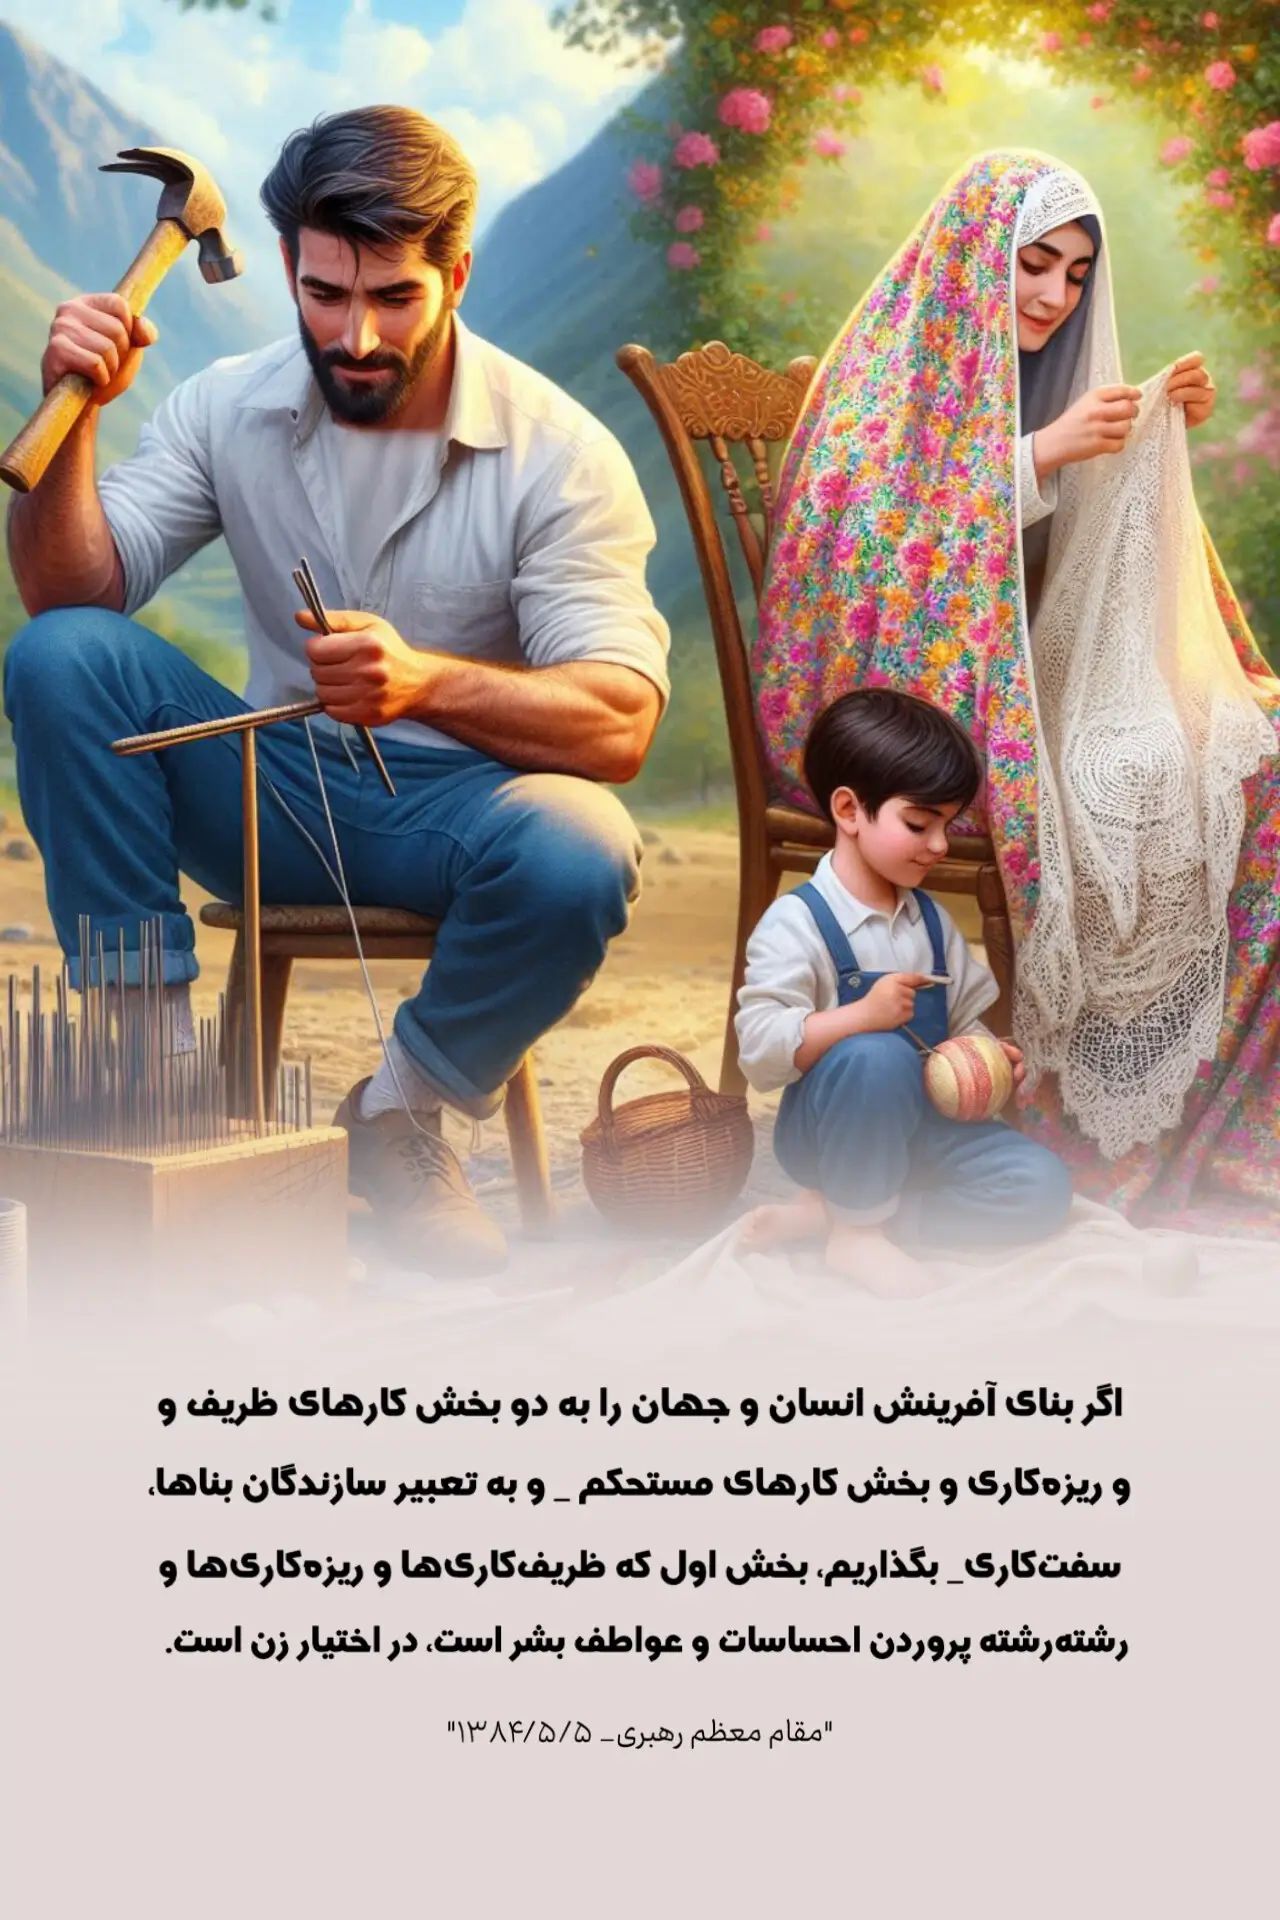 اگر بنای آفرینش انسان و جهان را به دو بخش کارهای ظریف و
و ریزه‌کاری و بخش کارهای مستحکم _ و به تعبیر سازندگان بناها،
سفت‌کاری_ بگذاریم، بخش اول که ظریف‌کاری‌ها و ریزه‌کاری‌ها و
رشته‌رشته پروردن احساسات و عواطف بشر است، در اختیار زن است.
"مقام معظم رهبری_ ۱۳۸۴/۵/۵"